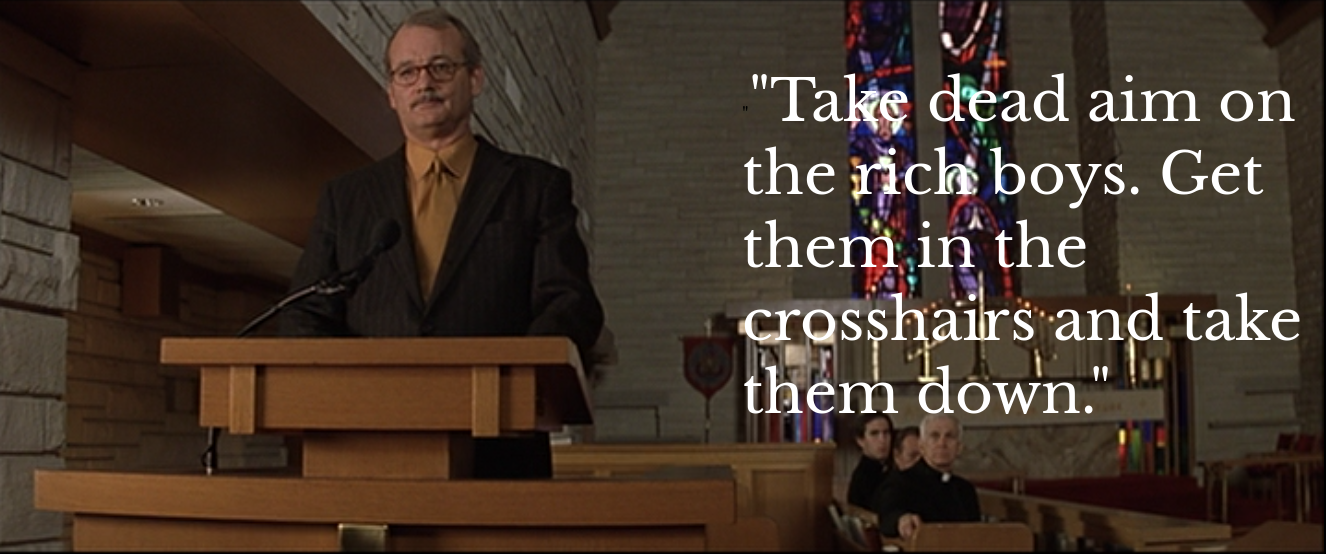 "Take dead aim on
the rich boys. Get
them in the
crosshairs and take
them down."